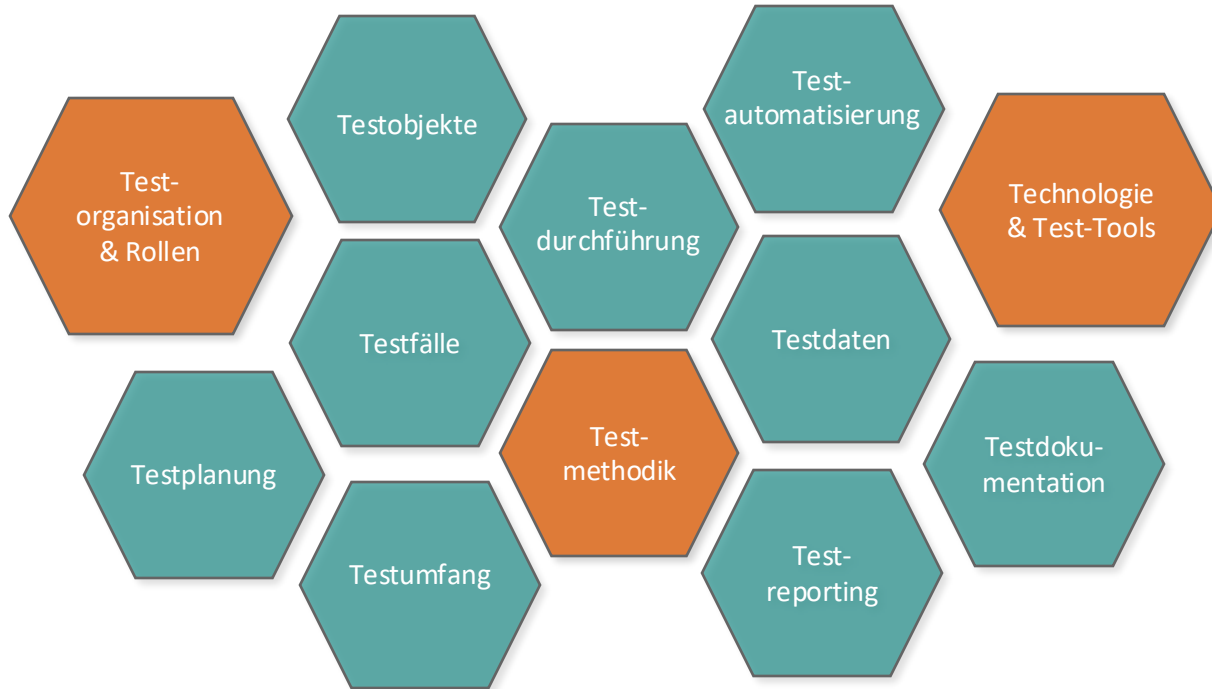 Test-
organisation
& Rollen
Testobjekte
Test-
durchführung
Test-
automatisierung
Technologie
& Test-Tools
Testfälle
Testdaten
Testplanung
Test-
methodik
Testdoku-
mentation
Testumfang
Test-
reporting